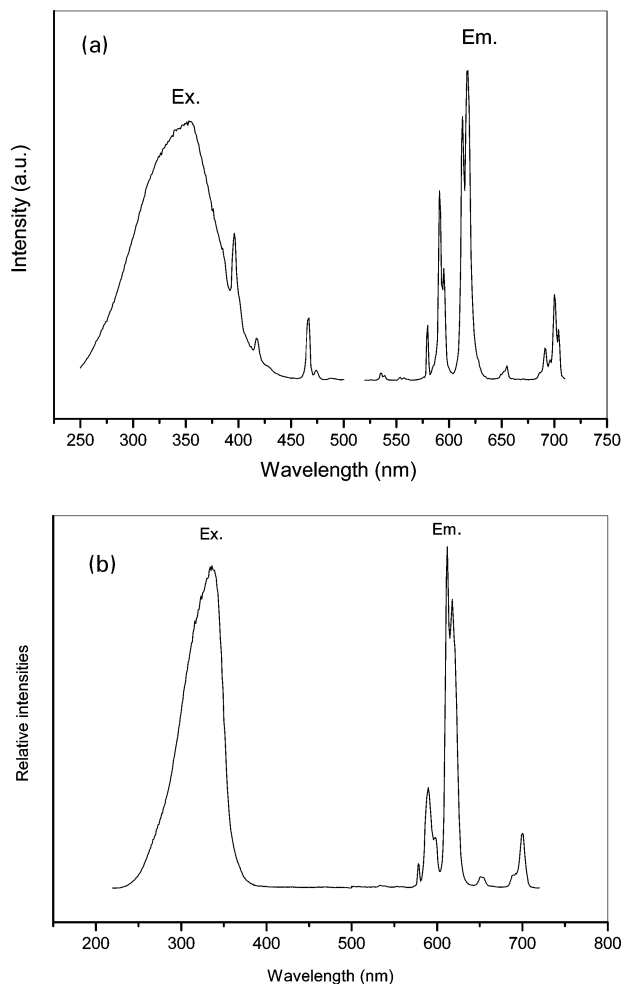 (a)
Em.
Ex.
Intensity (a.u.)
250 300 350 400 450 500 550 600 650 700 750
Wavelength (nm)
Ex.
Em.
(b)
Relative intensities
200 300 400 500 600 700 800
Wavelength (nm)